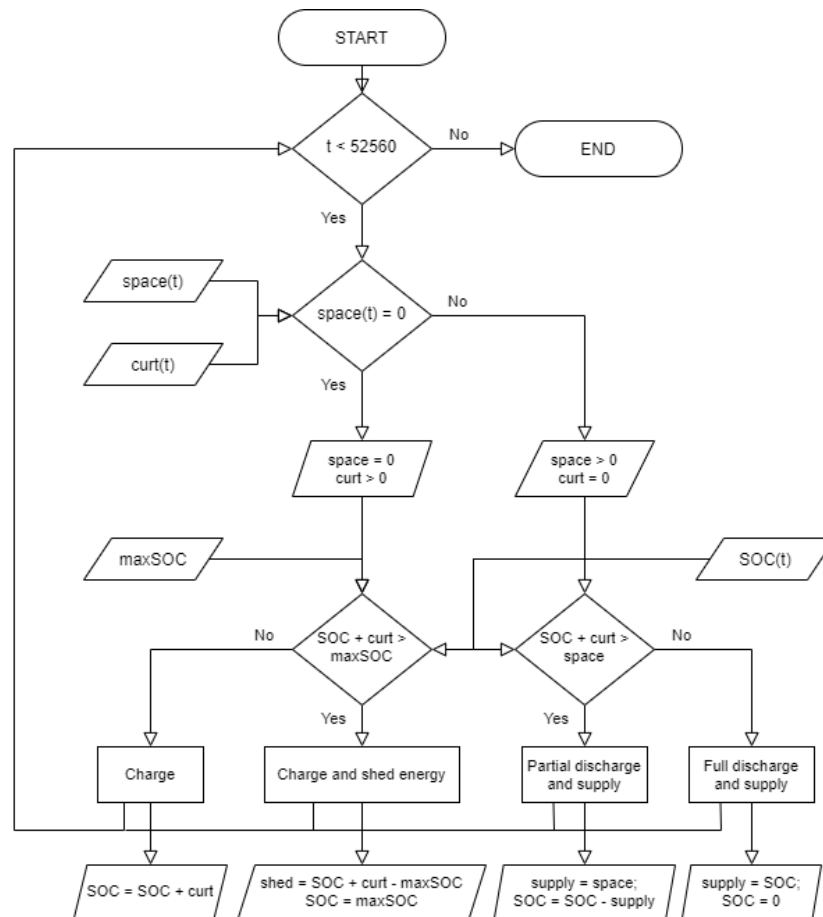 START
t < 52560
No
END
Yes
space(t)
space(t) = 0
No
curt(t)
Yes
space = 0
curt > 0
space > 0
curt = 0
maxSOC
SOC(t)
No
SOC + curt >
maxSOC
SOC + curt >
space
No
Yes
Yes
Charge
Charge and shed energy
Partial discharge
and supply
Full discharge
and supply
SOC = SOC + curt
shed = SOC + curt - maxSOC
SOC = maxSOC
supply = space;
SOC = SOC - supply
supply = SOC;
SOC = 0